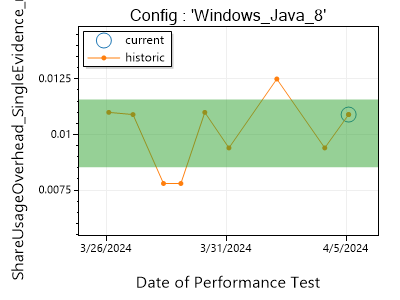 Config : 'Windows_Java_8'
current
historic
0.0125
0.01
0.0075
ShareUsageOverhead_SingleEvidence_
3/26/2024
3/31/2024
4/5/2024
Date of Performance Test